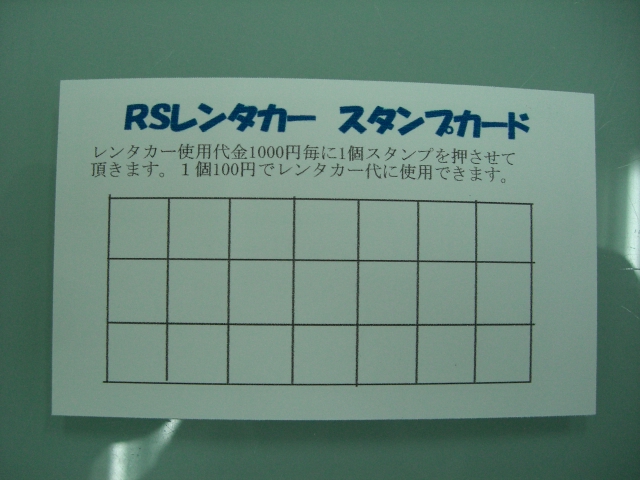 RSレンタカー スタンプカード
レンタカー使用代金1000円毎に1個スタンプを押させて
頂きます。１個100円でレンタカー代に使用できます。